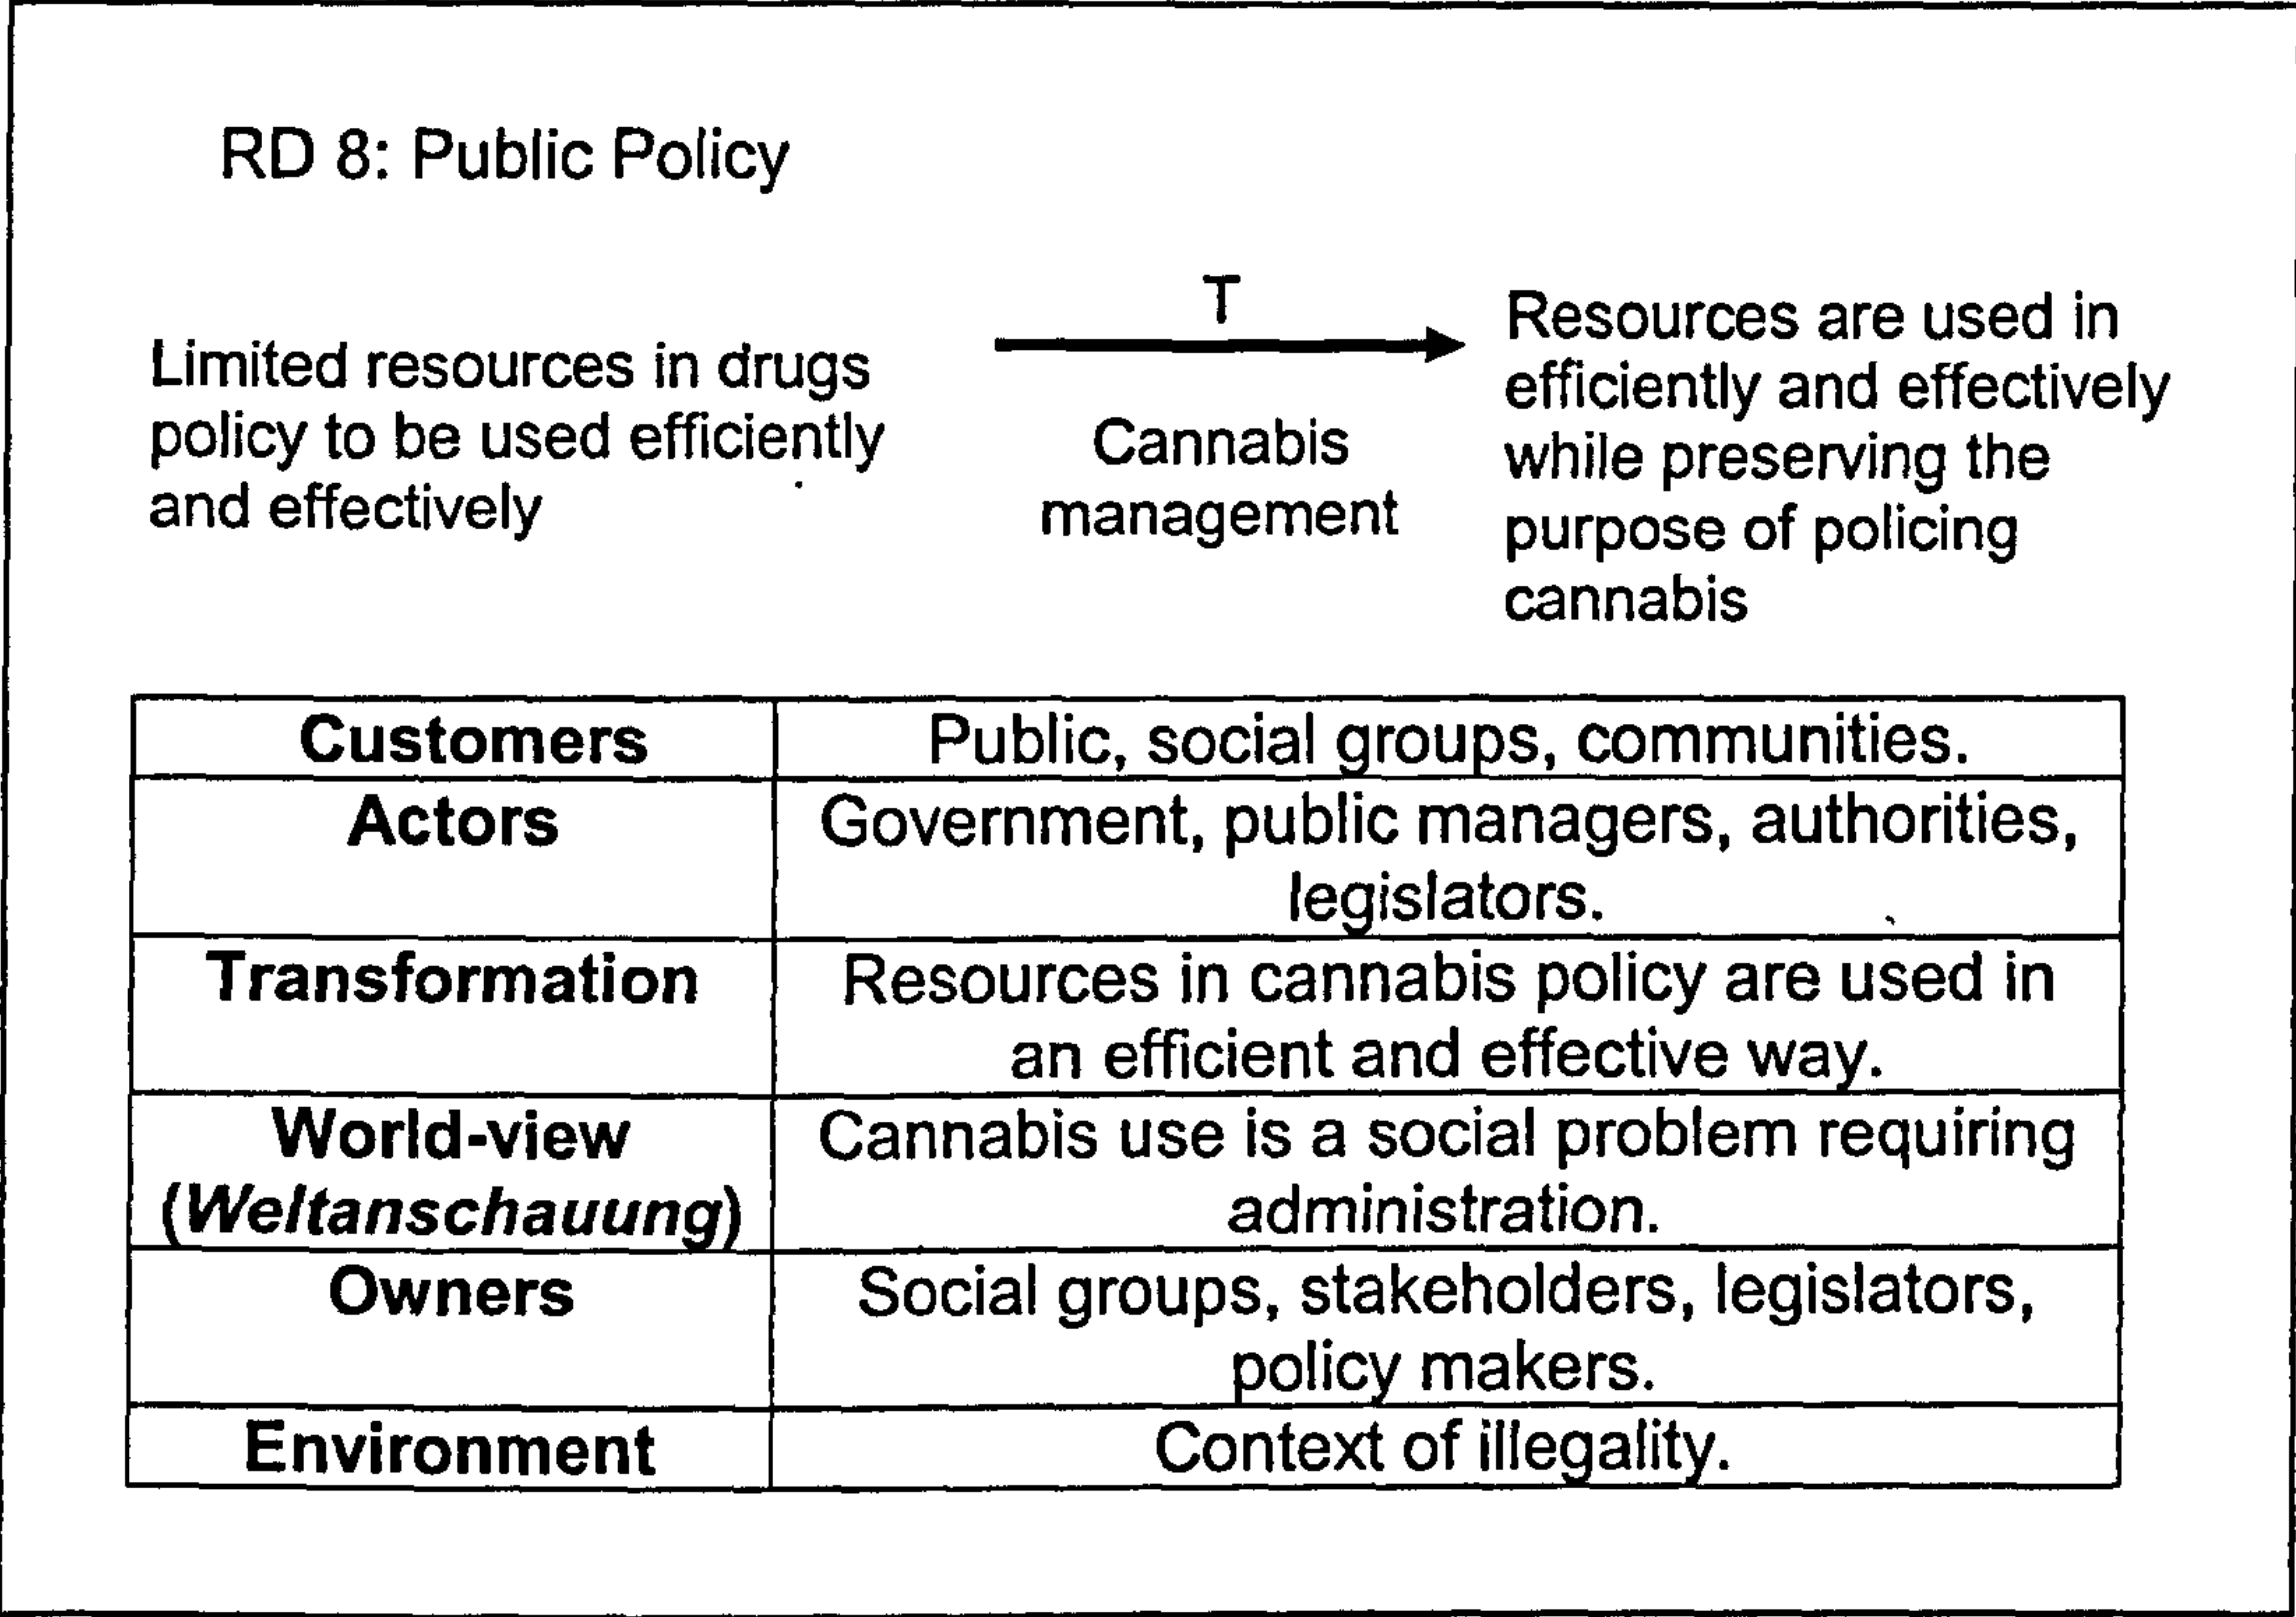 RD 8: Public Policy
T
Limited resources in drugs
policy to be used efficiently
and effectively
Cannabis
management
Resources are used in
efficiently and effectively
while preserving the
purpose of policing
cannabis
Customers
Public, social groups, communities.
Actors
Government, public managers, authorities,
legislators.
Transformation
Resources in cannabis policy are used in
an efficient and effective way.
World-view
(Weltanschauung)
Cannabis use is a social problem requiring
administration.
Owners
Social groups, stakeholders, legislators,
policy makers.
Environment
Context of illegality.